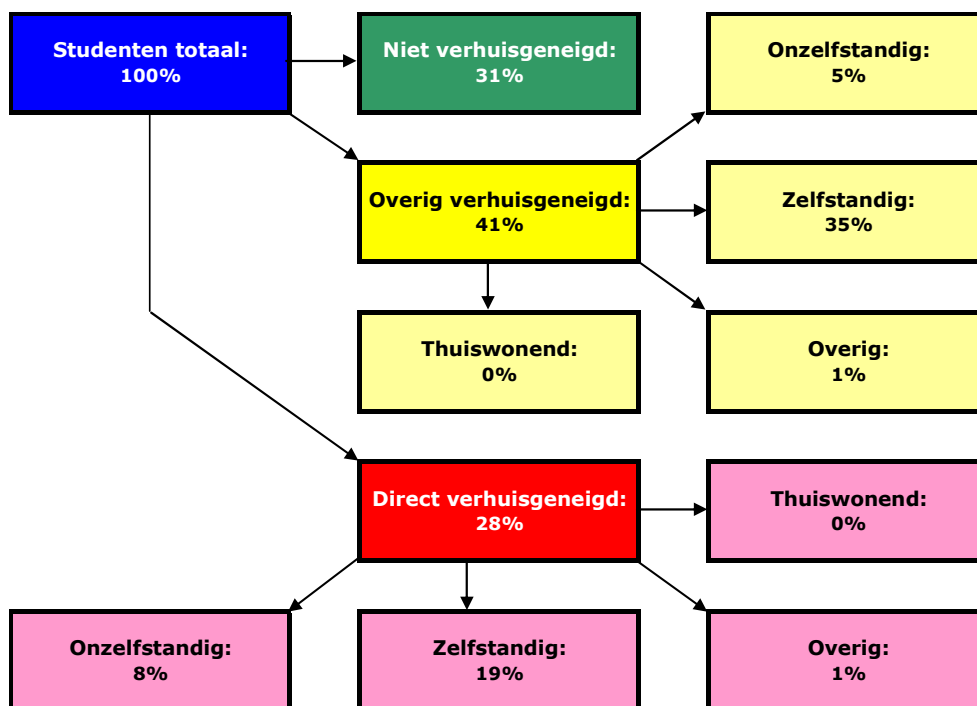 Studenten totaal:
100%
Niet verhuisgeneigd:
31%
Onzelfstandig:
5%
Overig verhuisgeneigd:
41%
Zelfstandig:
35%
Thuiswonend:
0%
Overig:
1%
Direct verhuisgeneigd:
28%
Thuiswonend:
0%
Onzelfstandig:
8%
Zelfstandig:
19%
Overig:
1%